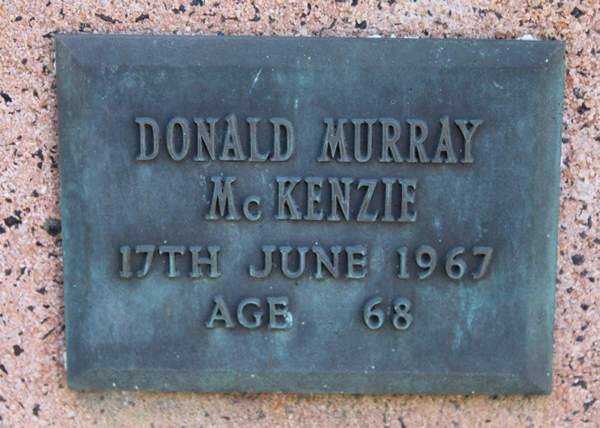 DONALD MURRAY
McKENZIE
17TH JUNE 1967
AGE 68